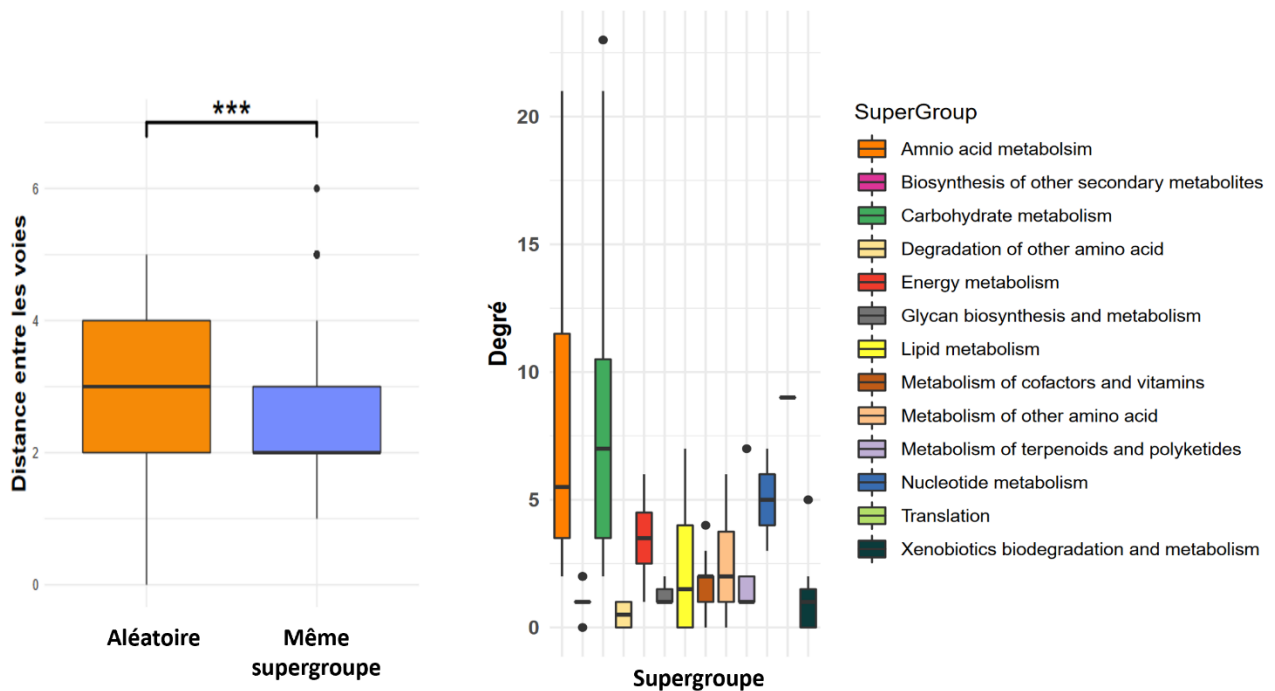 ***
Distance entre les voies
6
4
2
0
Aléatoire
Même
supergroupe
Degré
20
15
10
5
0
Supergroupe
SuperGroup
Amnio acid metabolsim
Biosynthesis of other secondary metabolites
Carbohydrate metabolism
Degradation of other amino acid
Energy metabolism
Glycan biosynthesis and metabolism
Lipid metabolism
Metabolism of cofactors and vitamins
Metabolism of other amino acid
Metabolism of terpenoids and polyketides
Nucleotide metabolism
Translation
Xenobiotics biodegradation and metabolism